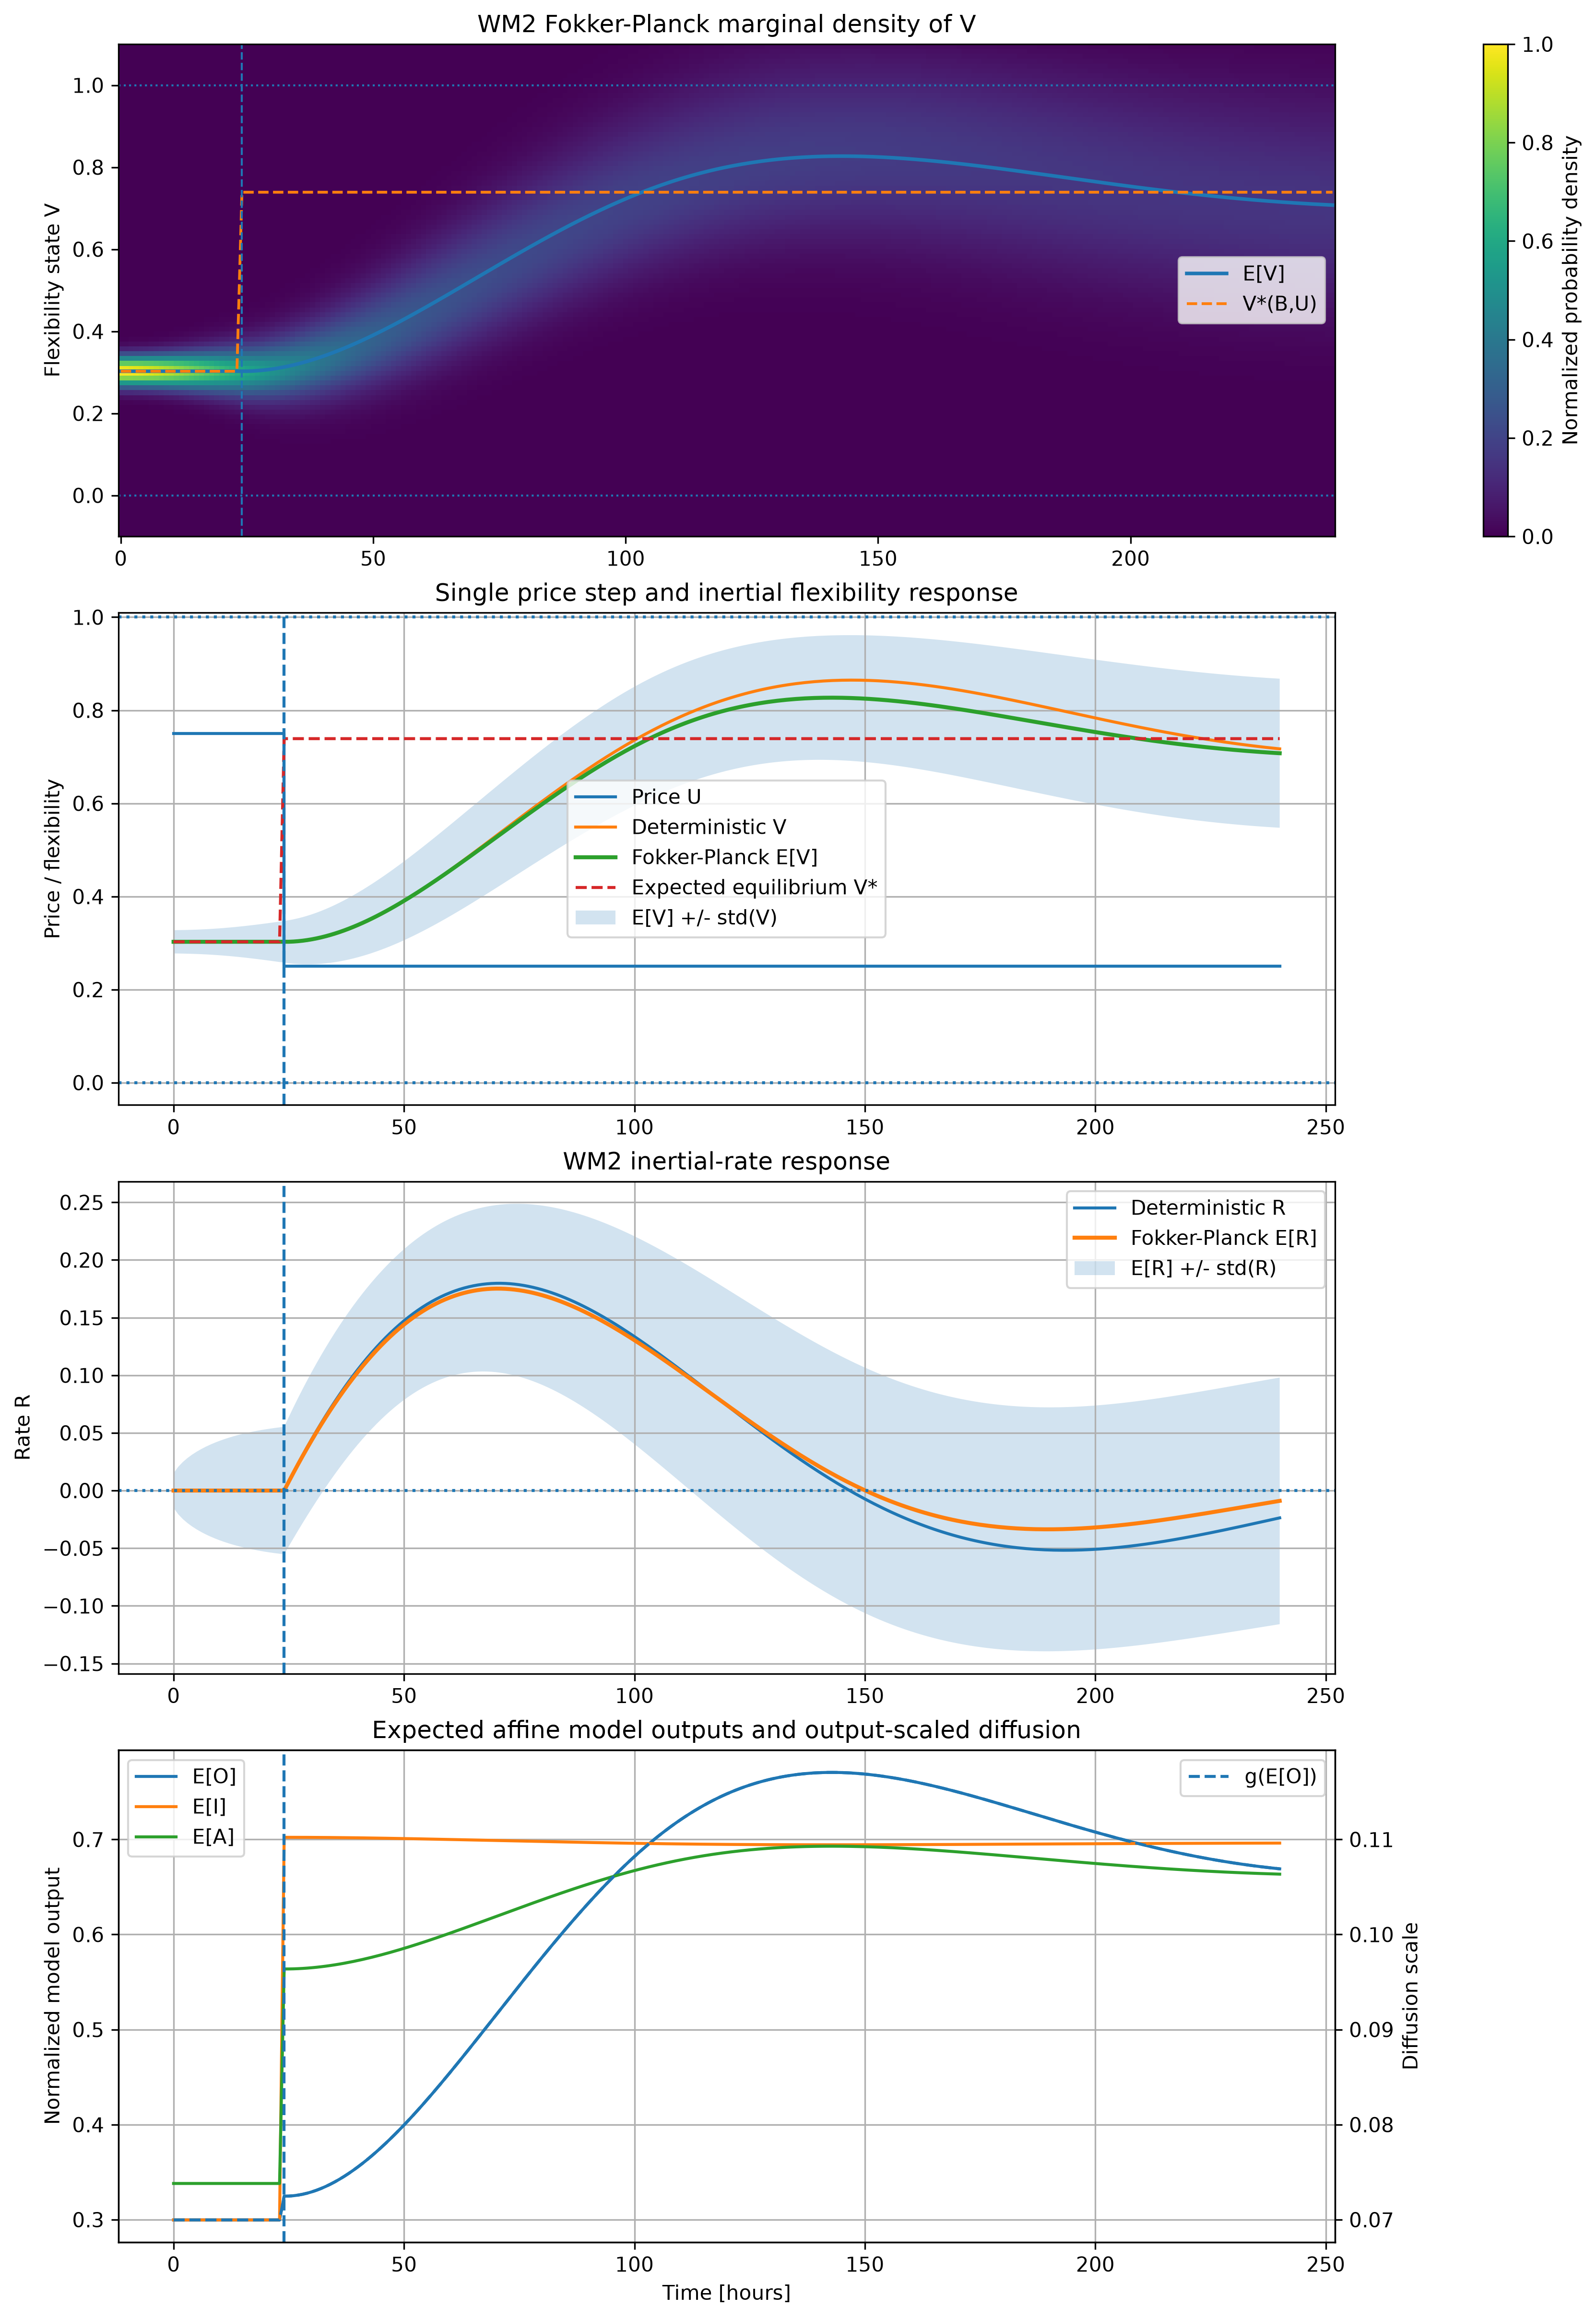 WM2 Fokker-Planck marginal density of V
Flexibility state V
1.0
0.8
0.6
0.4
0.2
0.0
0
50
100
150
200
E[V]
V*(B,U)
1.0
0.8
0.6
0.4
0.2
0.0
Normalized probability density
Single price step and inertial flexibility response
Price / flexibility
1.0
0.8
0.6
0.4
0.2
0.0
0
50
100
150
200
250
Price U
Deterministic V
Fokker-Planck E[V]
Expected equilibrium V*
E[V] +/- std(V)
WM2 inertial-rate response
Rate R
0.25
0.20
0.15
0.10
0.05
0.00
−0.05
−0.10
−0.15
0
50
100
150
200
250
Deterministic R
Fokker-Planck E[R]
E[R] +/- std(R)
Expected affine model outputs and output-scaled diffusion
Normalized model output
0.7
0.6
0.5
0.4
0.3
E[O]
E[I]
E[A]
g(E[O])
0.11
0.10
0.09
0.08
0.07
Diffusion scale
0
50
100
150
200
250
Time [hours]